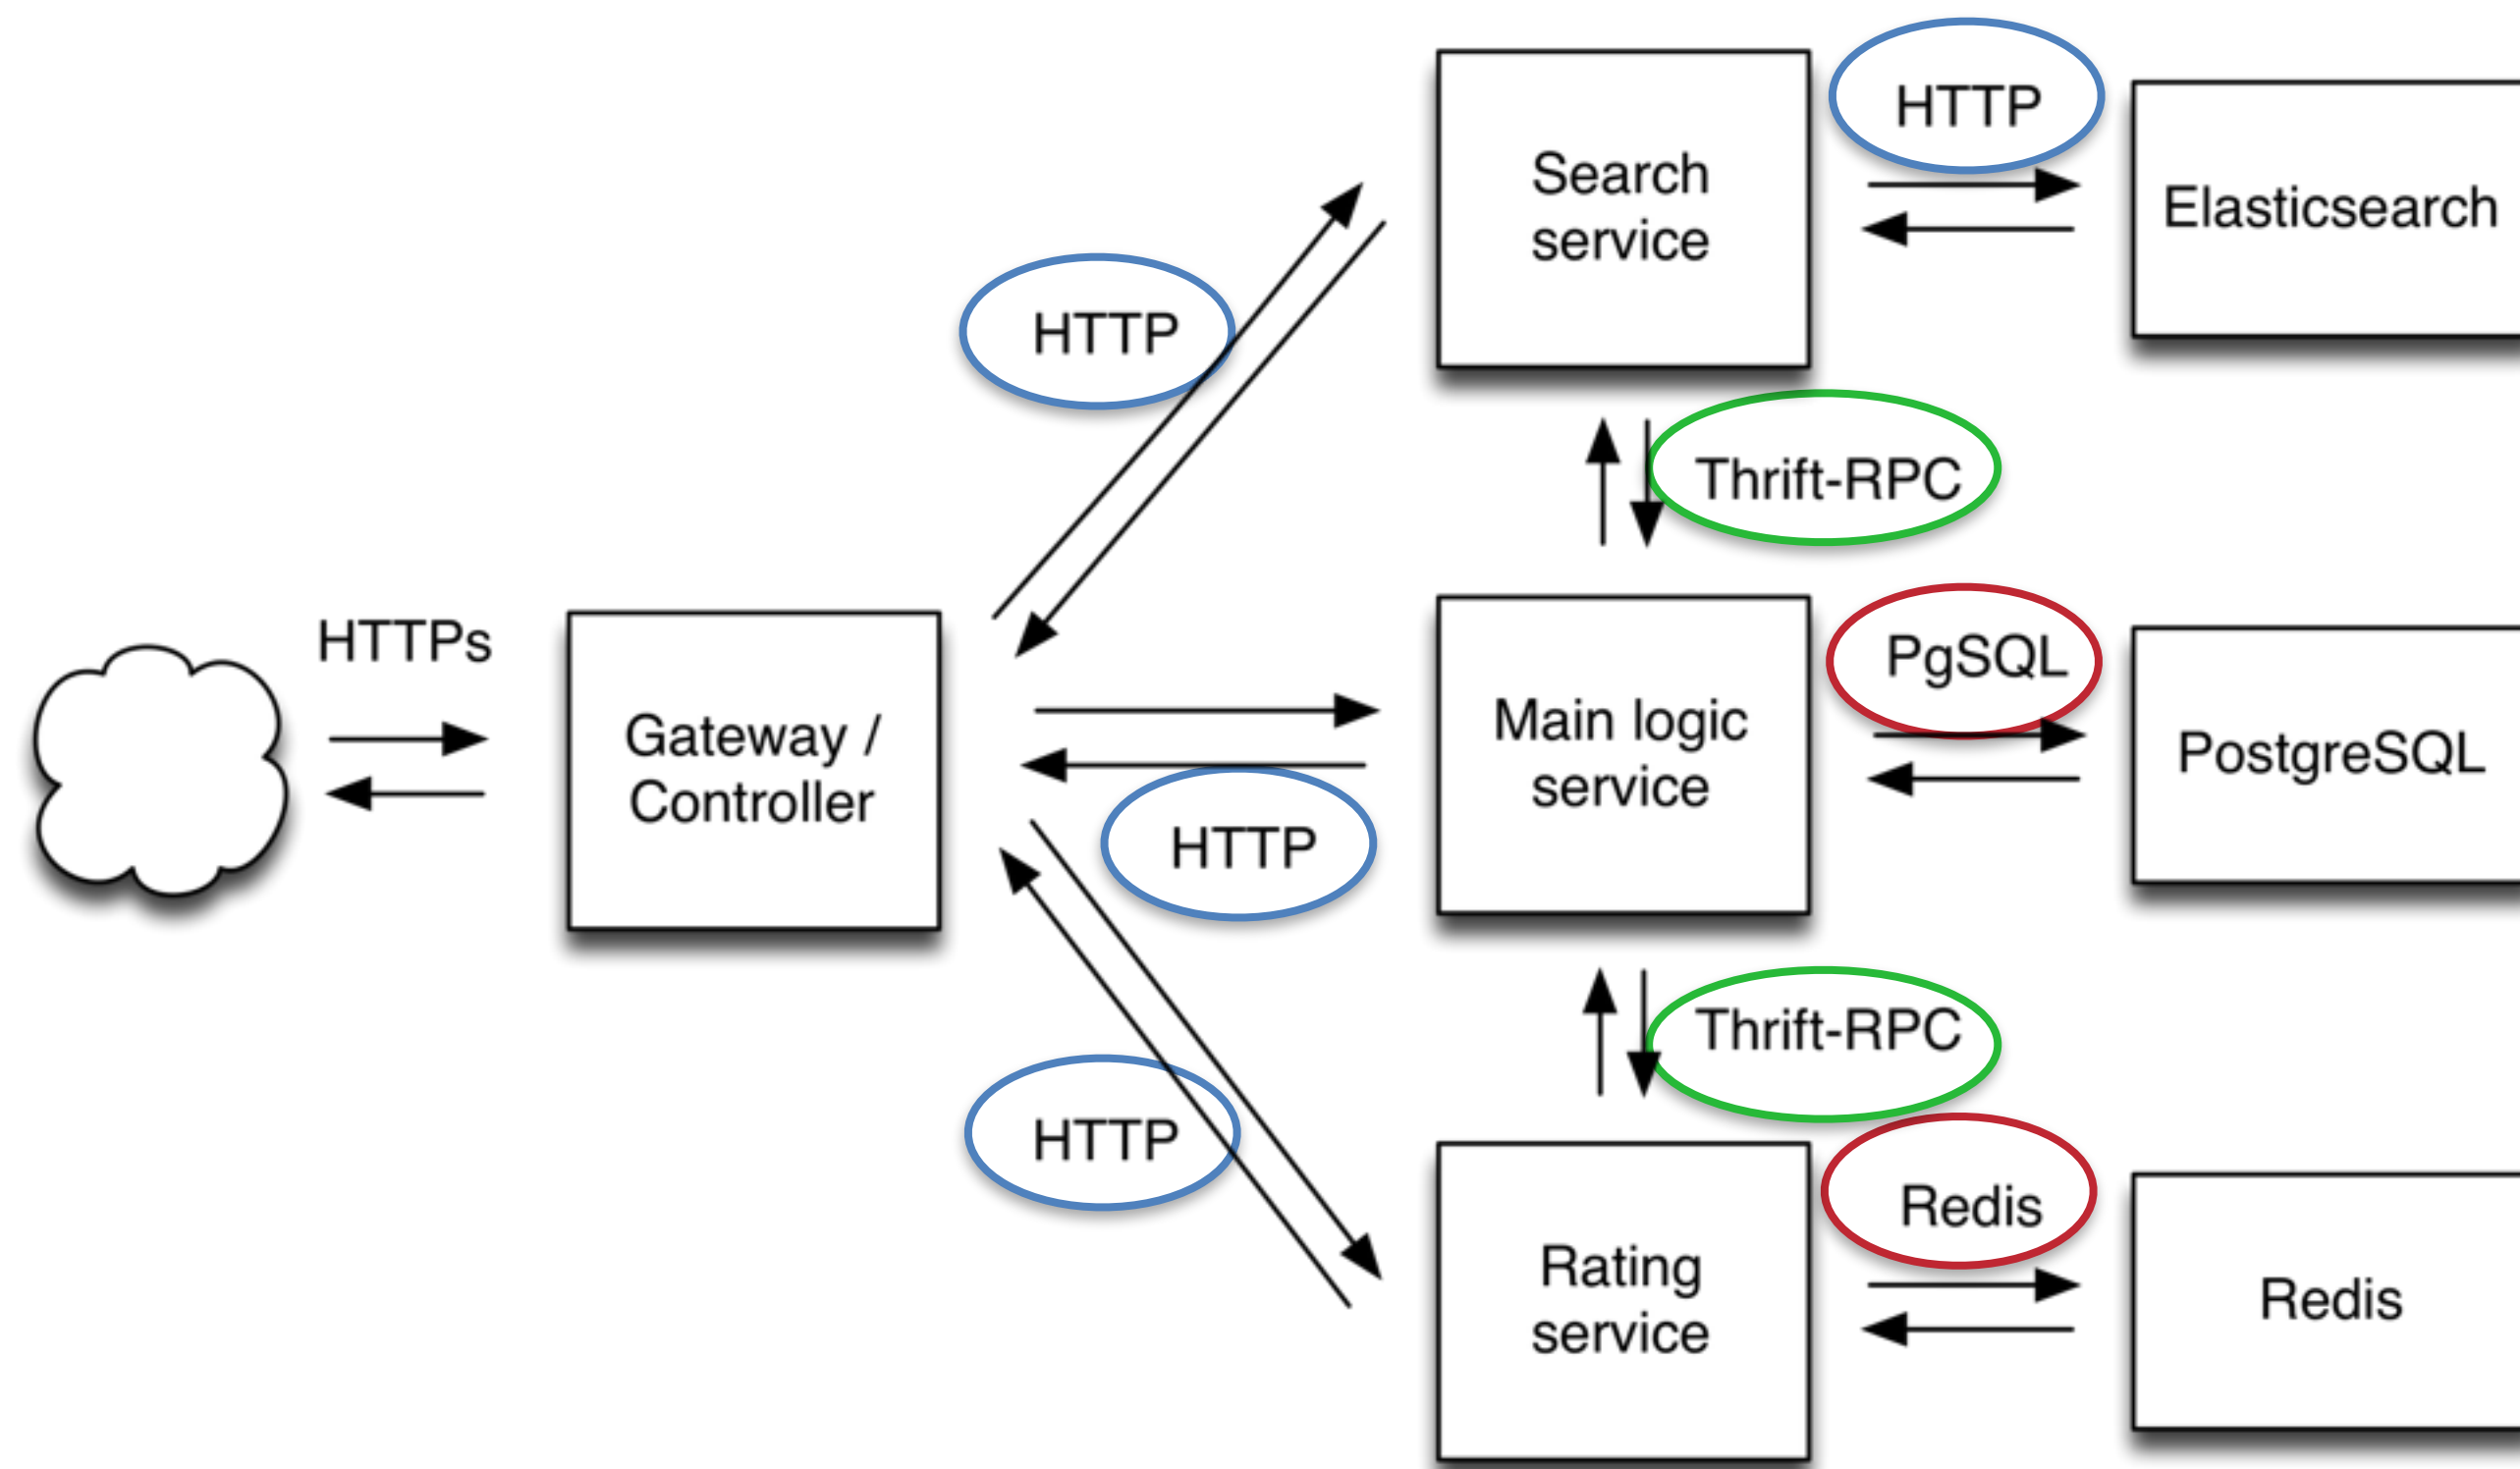 HTTP
Search
service
Elasticsearch
HTTP
Thrift-RPC
HTTPs
Gateway /
Controller
Main logic
service
PgSQL
PostgreSQL
HTTP
Thrift-RPC
HTTP
Redis
Rating
service
Redis